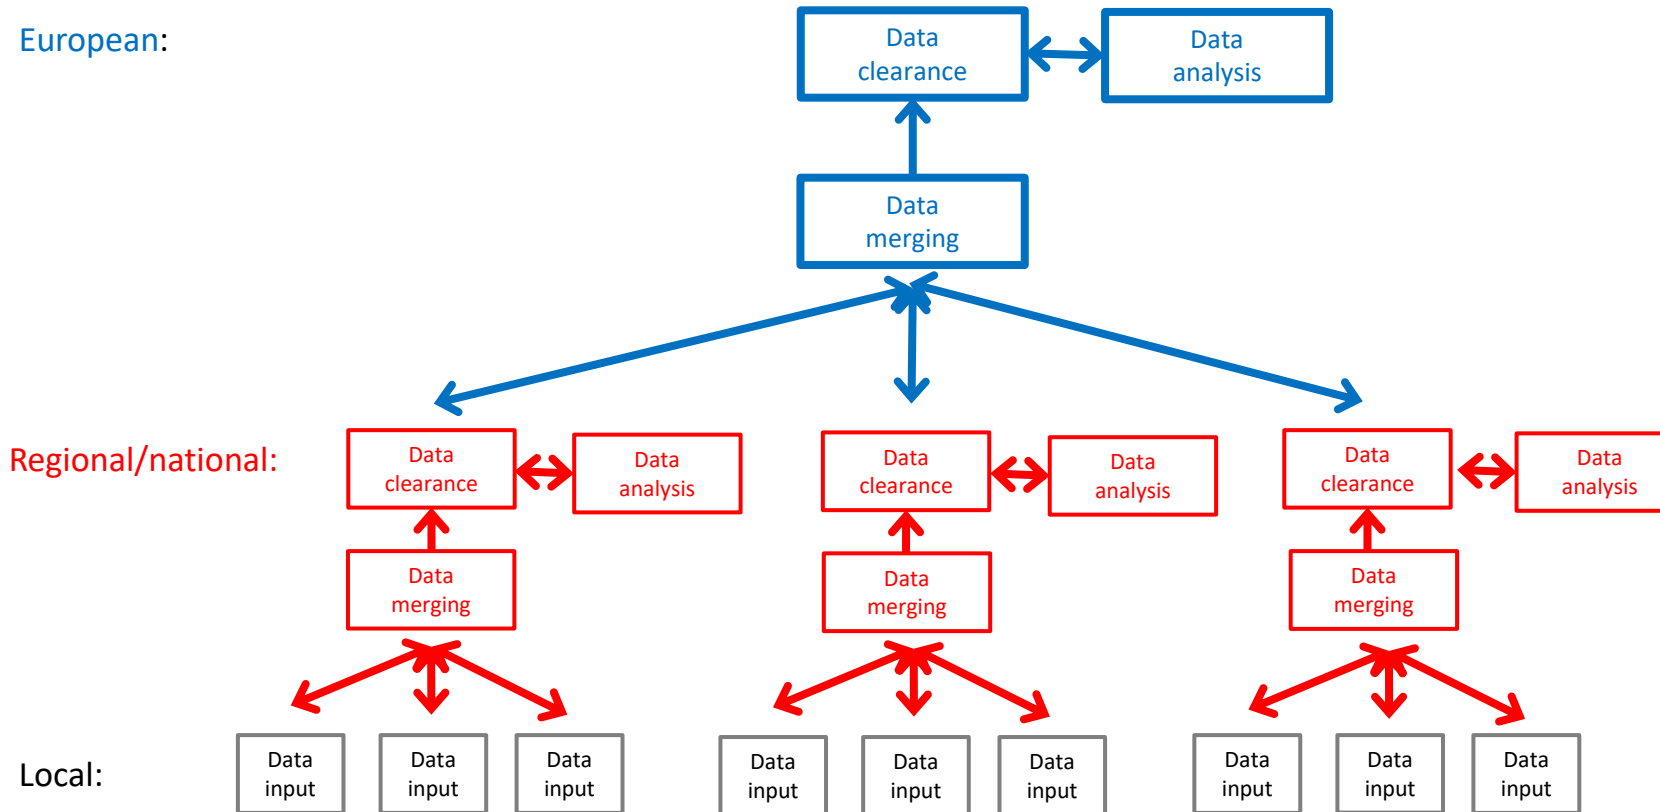 European:
Data
clearance
Data
analysis
Data
merging
Regional/national:
Data
clearance
Data
analysis
Data
clearance
Data
analysis
Data
clearance
Data
analysis
Data
merging
Data
merging
Data
merging
Local:
Data
input
Data
input
Data
input
Data
input
Data
input
Data
input
Data
input
Data
input
Data
input